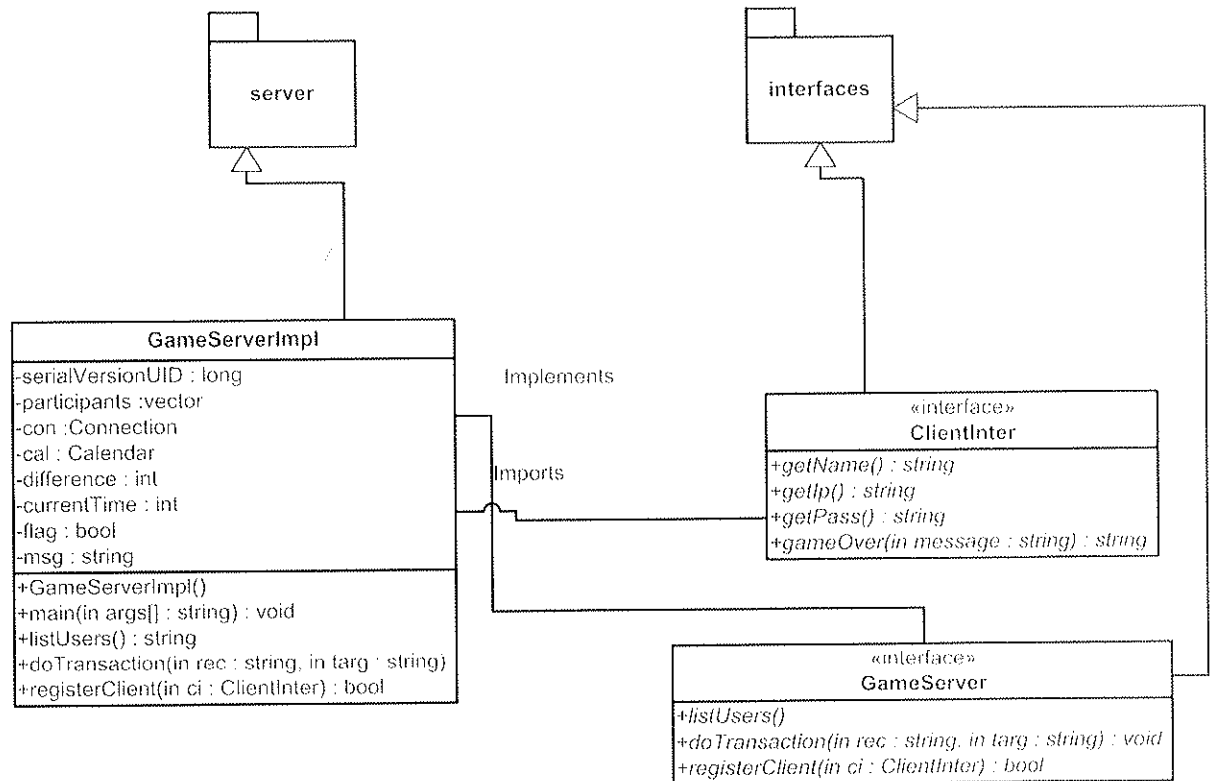 server
interfaces
GameServerImpl
-serialVersionUID : long
-participants :vector
-con :Connection
-cal : Calendar
-difference : int
-currentTime : int
-flag : bool
-msg : string
+GameServerImpl()
+main(in args[] : string) : void
+listUsers() : string
+doTransaction(in rec : string, in targ : string)
+registerClient(in ci : ClientInter) : bool
Implements
Imports
«interface»
ClientInter
+getName() : string
+getIp() : string
+getPass() : string
+gameOver(in message : string) : string
«interface»
GameServer
+listUsers()
+doTransaction(in rec : string, in targ : string) : void
+registerClient(in ci : ClientInter) : bool